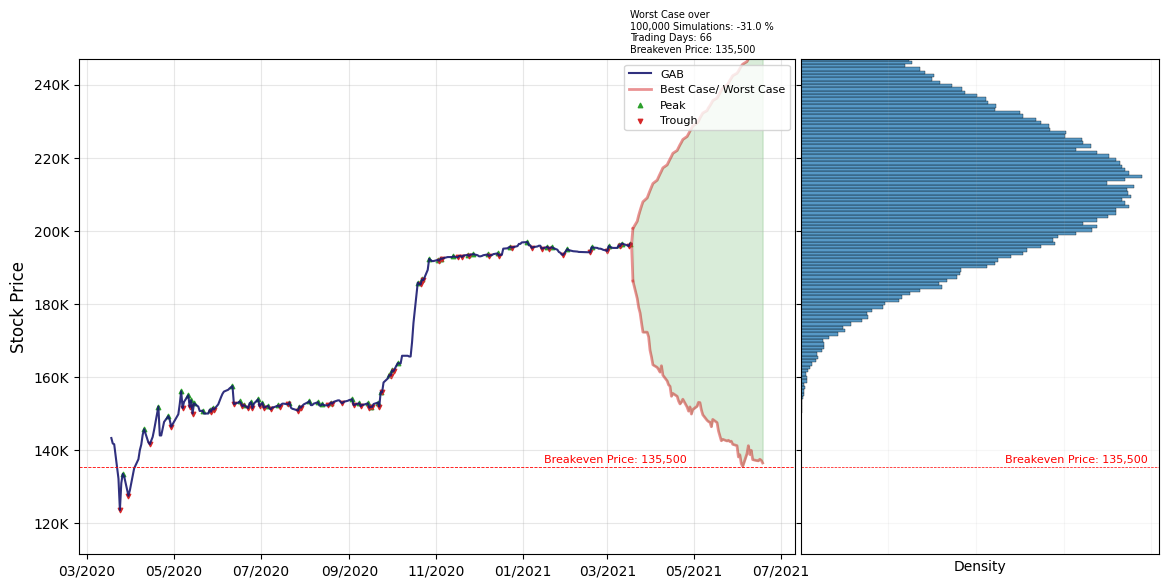 Worst Case over
100,000 Simulations: -31.0 %
Trading Days: 66
Breakeven Price: 135,500
GAB
Best Case/ Worst Case
Peak
Trough
240K
220K
200K
180K
160K
140K
120K
Stock Price
Breakeven Price: 135,500
Breakeven Price: 135,500
03/2020
05/2020
07/2020
09/2020
11/2020
01/2021
03/2021
05/2021
07/2021
Density